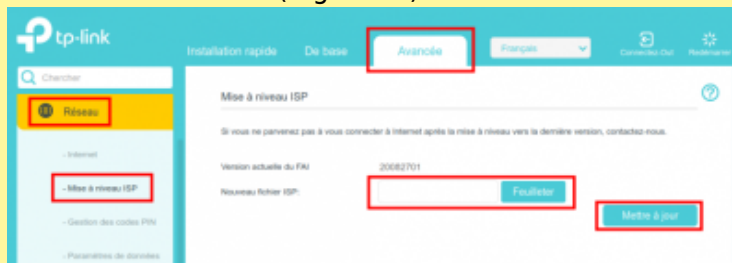 tp-link
Installation rapide De base Avancée Français Connectez Out Redémarrer
Chercher
Mise à niveau ISP
Réseau
Si vous ne parvenez pas à vous connecter à Internet après la mise à niveau vers la dernière version, contactez-nous.
- Internet
Version actuelle du FAI 20082701
- Mise à niveau ISP
Nouveau fichier ISP: Feuilleter
Mettre à jour
- Gestion des codes PIN
- Paramètres de données